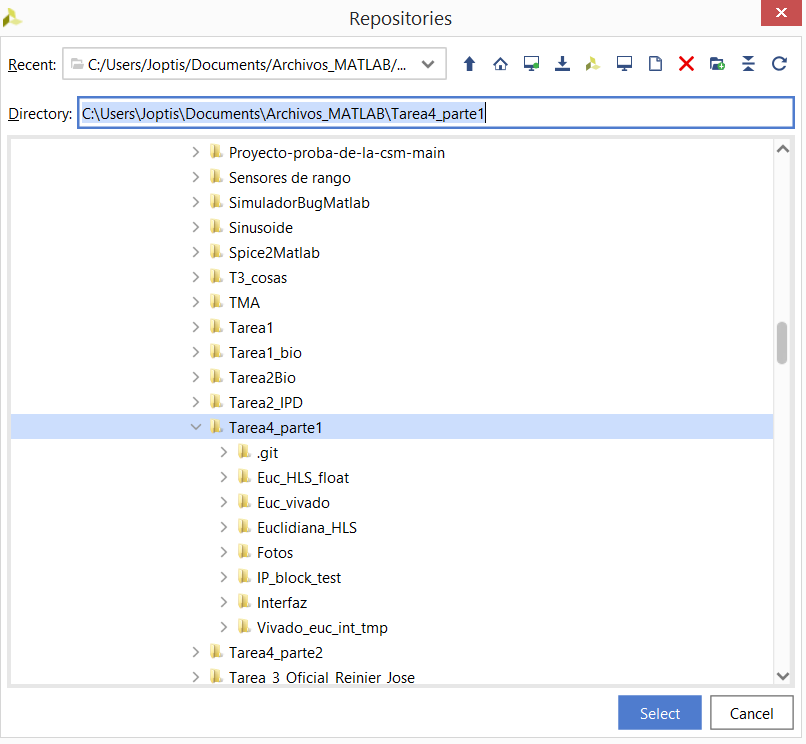 Repositories
Recent: C:/Users/Joptis/Documents/Archivos_MATLAB/...
Directory: C:\Users\Joptis\Documents\Archivos_MATLAB\Tarea4_parte1
Proyecto-proba-de-la-csm-main
Sensores de rango
SimuladorBugMatlab
Sinusoide
Spice2Matlab
T3_cosas
TMA
Tarea1
Tarea1_bio
Tarea2Bio
Tarea2_IPD
Tarea4_parte1
.git
Euc_HLS_float
Euc_vivado
Euclidiana_HLS
Fotos
IP_block_test
Interfaz
Vivado_euc_int_tmp
Tarea4_parte2
Tarea_3_Oficial_Reinier_Jose
Select Cancel